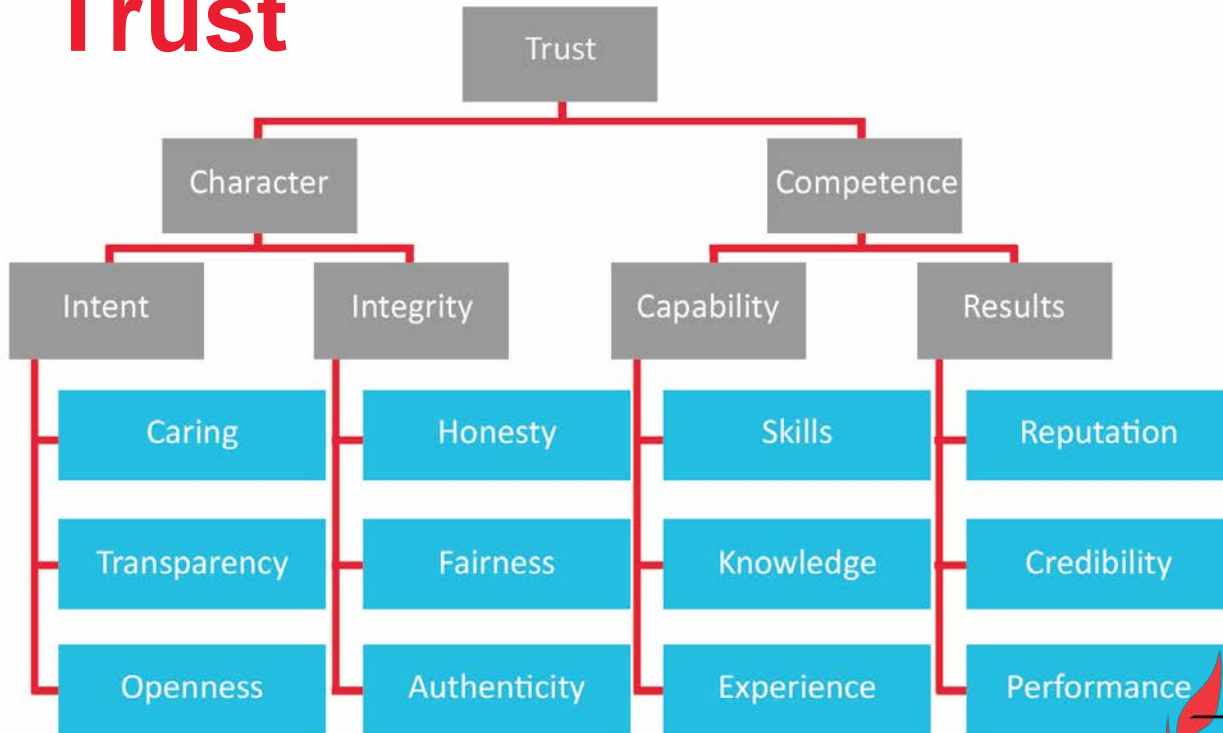 Trust
Trust
Character
Competence
Intent
Integrity
Capability
Results
Caring
Honesty
Skills
Reputation
Transparency
Fairness
Knowledge
Credibility
Openness
Authenticity
Experience
Performance